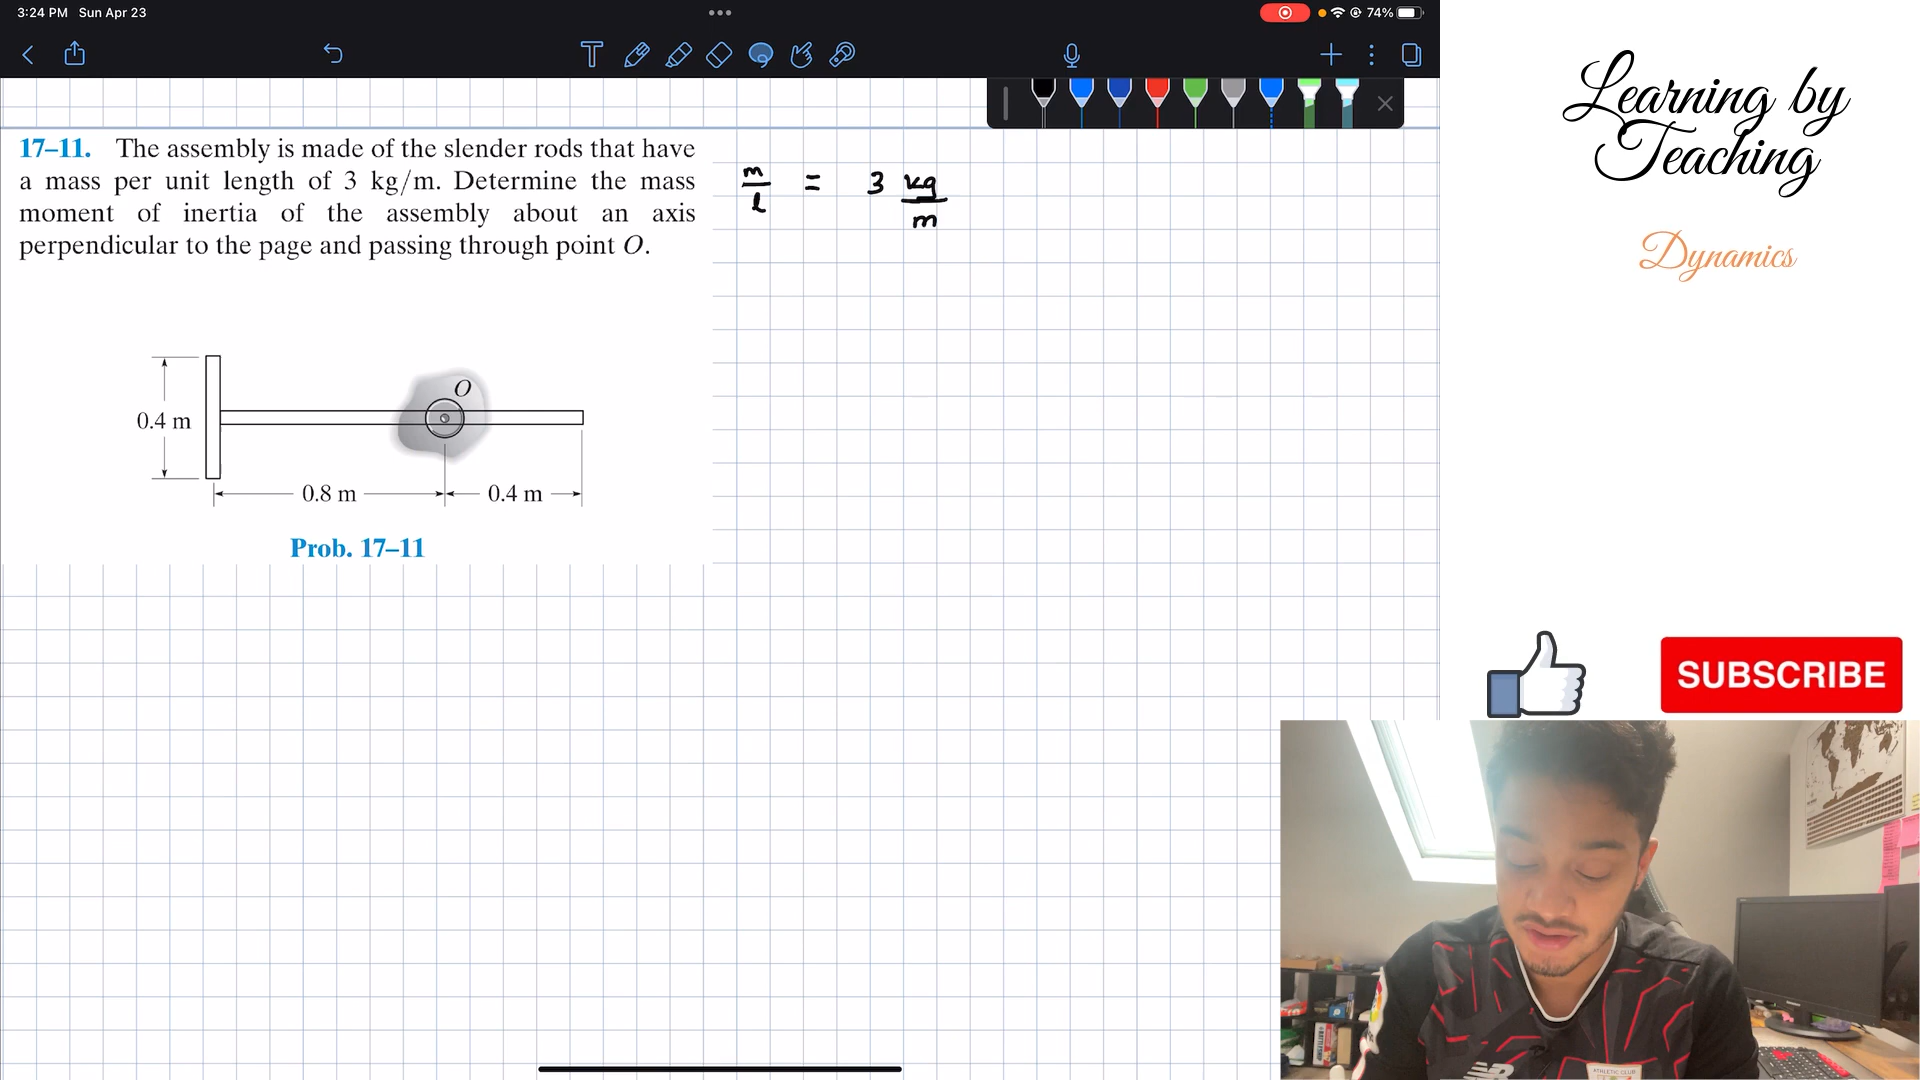 3:24 PM Sun Apr 23
74%
17–11. The assembly is made of the slender rods that have
a mass per unit length of 3 kg/m. Determine the mass
moment of inertia of the assembly about an axis
perpendicular to the page and passing through point O.
m/l = 3 kg/m
O
0.4 m
0.8 m
0.4 m
Prob. 17–11
Learning by
Teaching
Dynamics
SUBSCRIBE
ATHLETIC CLUB